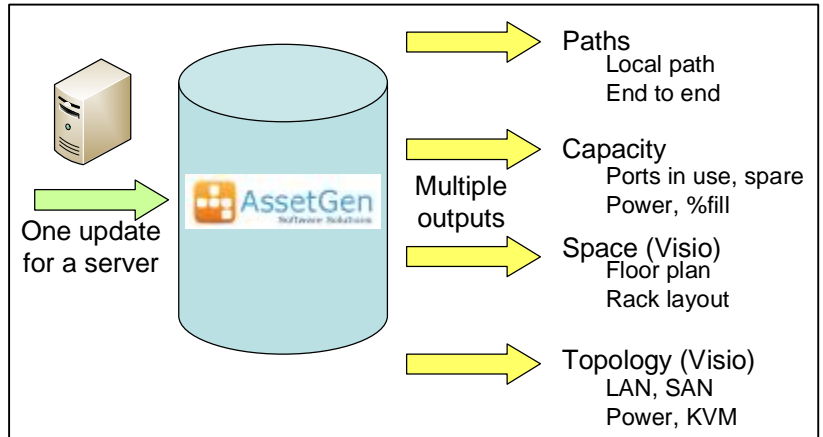 One update
for a server
AssetGen
Software Solutions
Multiple
outputs
Paths
Local path
End to end
Capacity
Ports in use, spare
Power, %fill
Space (Visio)
Floor plan
Rack layout
Topology (Visio)
LAN, SAN
Power, KVM